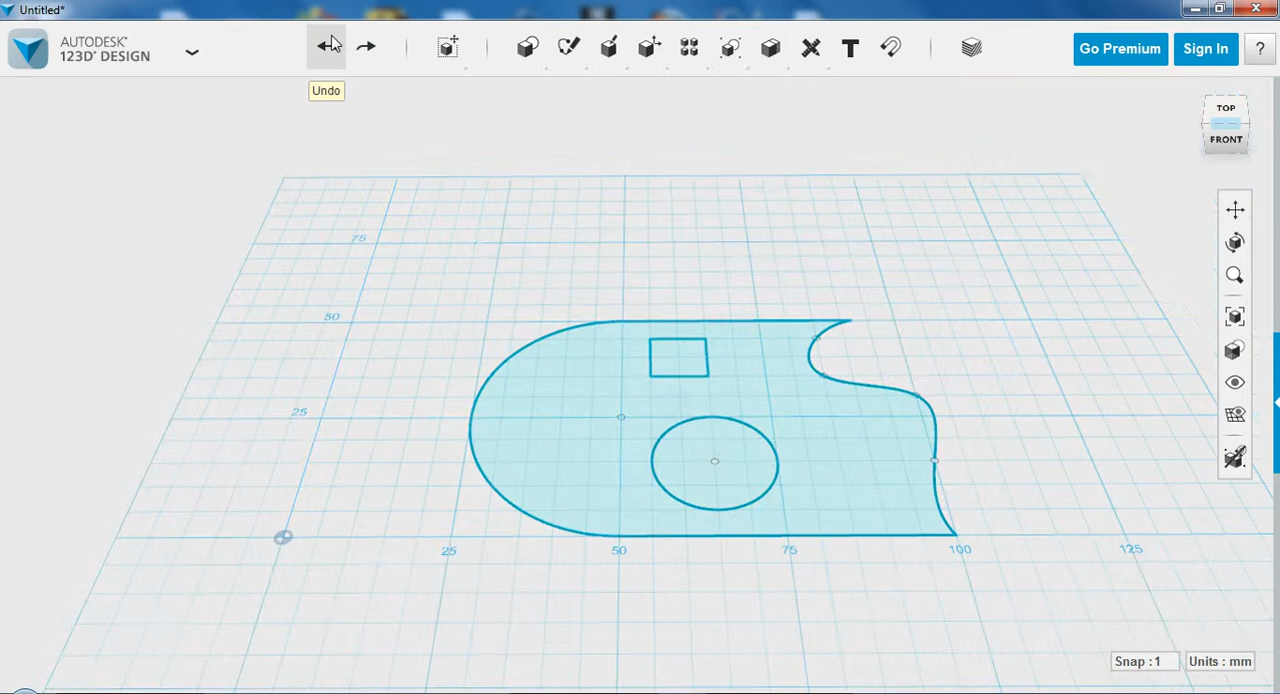 Untitled*
AUTODESK®
123D® DESIGN
Go Premium
Sign In
?
Undo
TOP
FRONT
75
50
25
25
50
75
100
125
Snap : 1
Units : mm